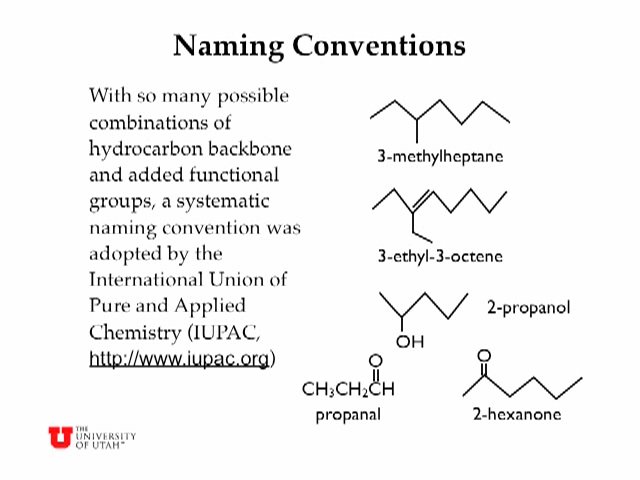 Naming Conventions
With so many possible
combinations of
hydrocarbon backbone
and added functional
groups, a systematic
naming convention was
adopted by the
International Union of
Pure and Applied
Chemistry (IUPAC,
http://www.iupac.org)
3-methylheptane
3-ethyl-3-octene
2-propanol
OH
O
CH₃CH₂CH
propanal
O
2-hexanone
U THE
UNIVERSITY
OF UTAH™